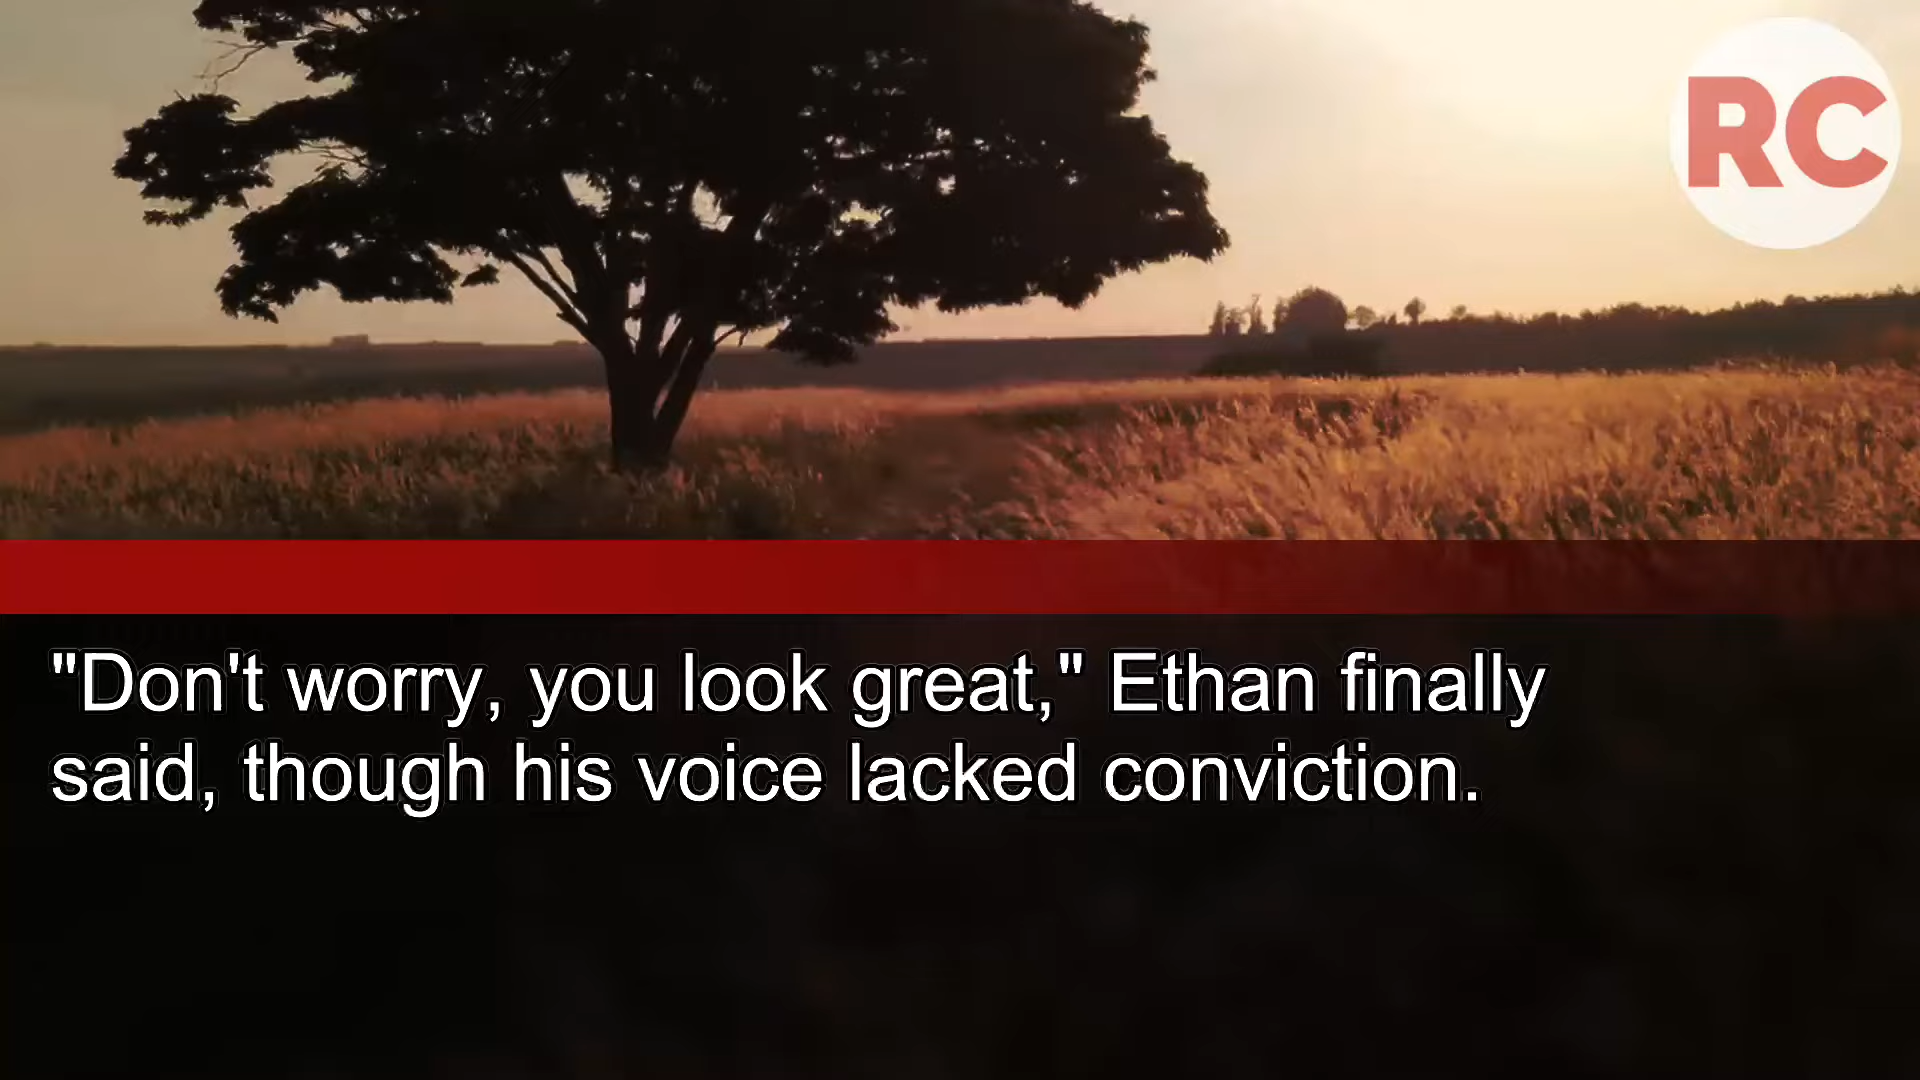 RC
"Don't worry, you look great," Ethan finally
said, though his voice lacked conviction.